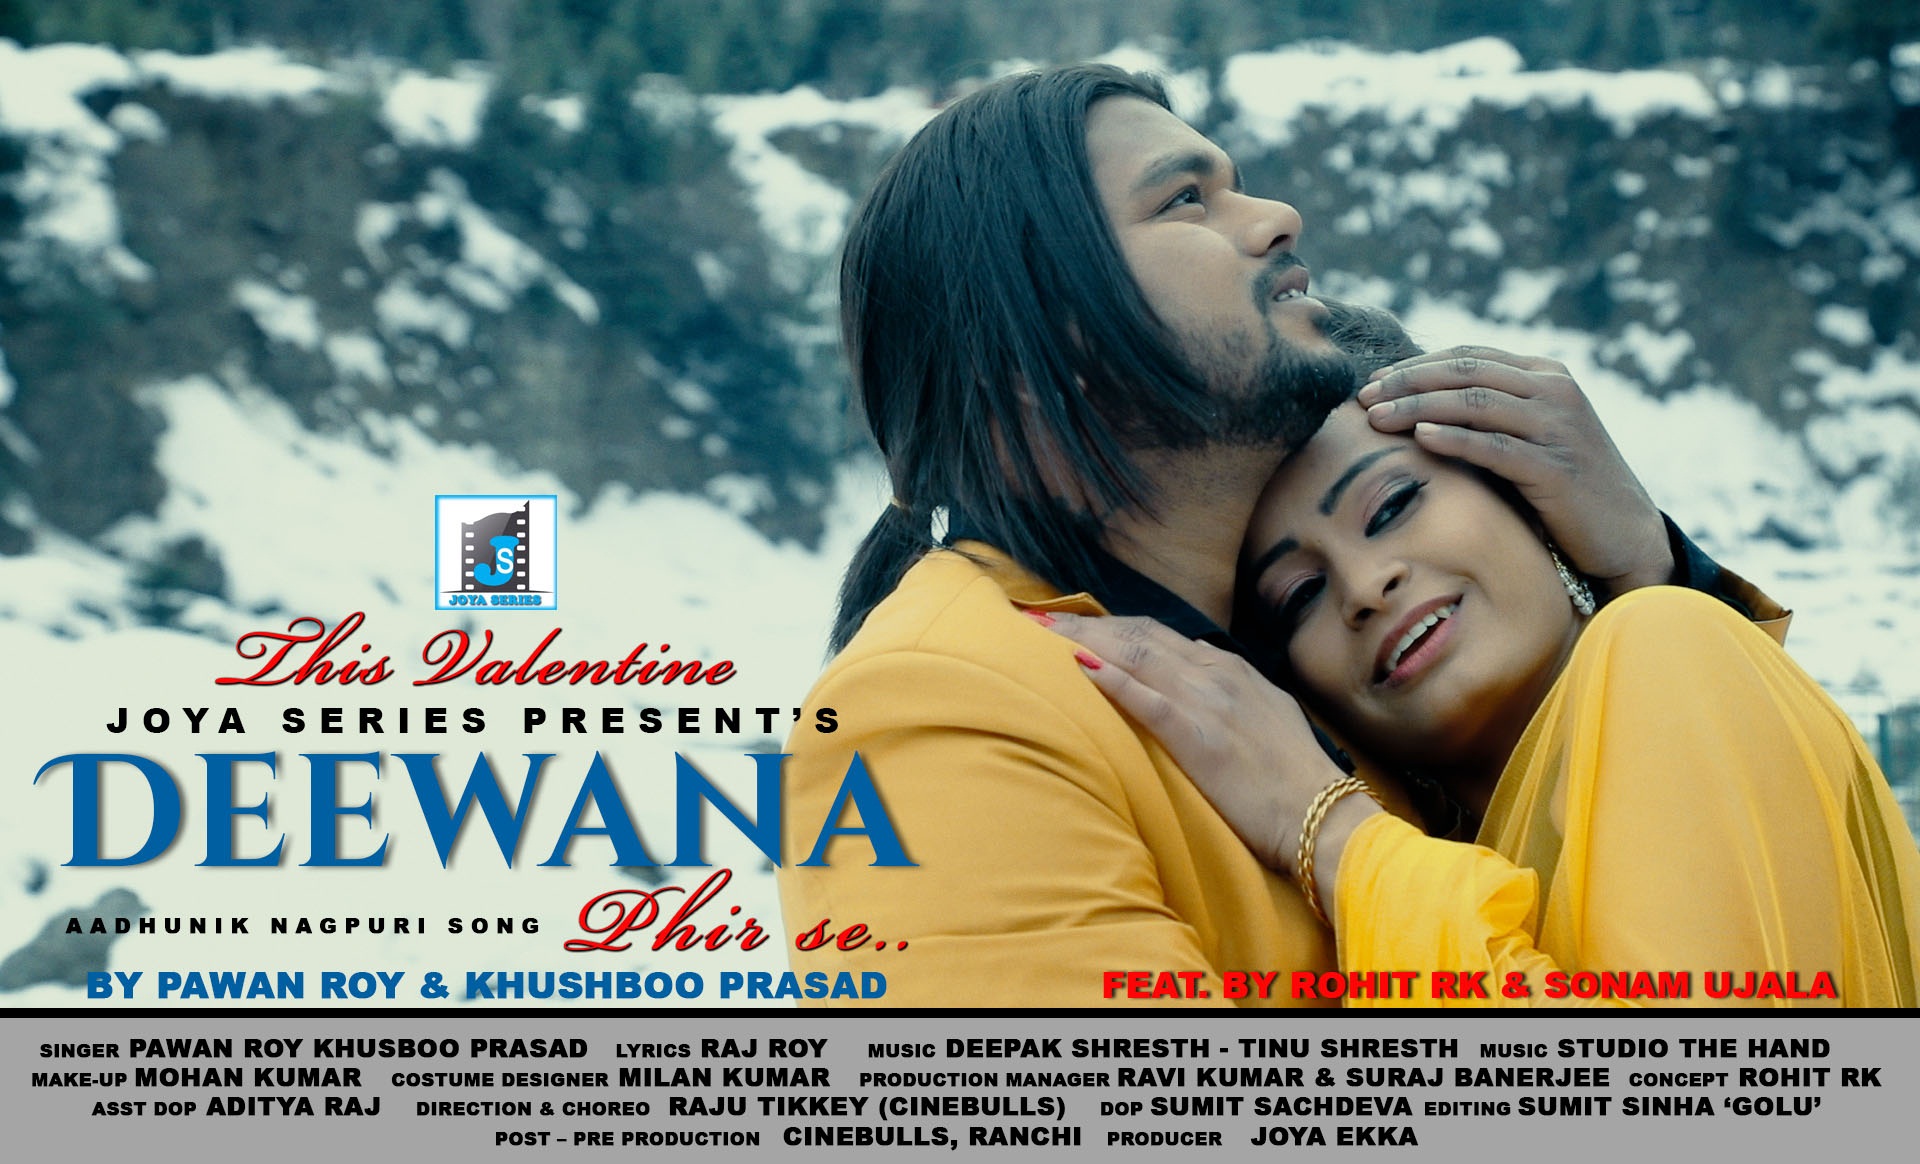 JS
JOYA SERIES
This Valentine
JOYA SERIES PRESENT’S
DEEWANA
AADHUNIK NAGPURI SONG Phir se..
BY PAWAN ROY & KHUSHBOO PRASAD
FEAT. BY ROHIT RK & SONAM UJALA
SINGER PAWAN ROY KHUSBOO PRASAD LYRICS RAJ ROY MUSIC DEEPAK SHRESTH - TINU SHRESTH MUSIC STUDIO THE HAND
MAKE-UP MOHAN KUMAR COSTUME DESIGNER MILAN KUMAR PRODUCTION MANAGER RAVI KUMAR & SURAJ BANERJEE CONCEPT ROHIT RK
ASST DOP ADITYA RAJ DIRECTION & CHOREO RAJU TIKKEY (CINEBULLS) DOP SUMIT SACHDEVA EDITING SUMIT SINHA ‘GOLU’
POST – PRE PRODUCTION CINEBULLS, RANCHI PRODUCER JOYA EKKA